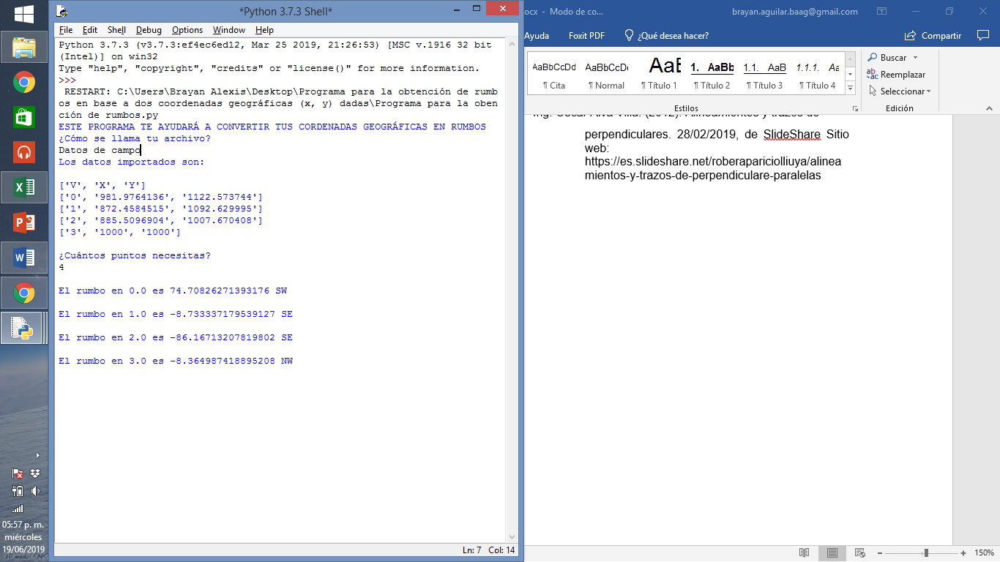 *Python 3.7.3 Shell*
File Edit Shell Debug Options Window Help
Python 3.7.3 (v3.7.3:ef4ec6ed12, Mar 25 2019, 21:26:53) [MSC v.1916 32 bit
(Intel)] on win32
Type "help", "copyright", "credits" or "license()" for more information.
>>>
RESTART: C:\Users\Brayan Alexis\Desktop\Programa para la obtención de rumb
os en base a dos coordenadas geográficas (x, y) dadas\Programa para la oben
ción de rumbos.py
ESTE PROGRAMA TE AYUDARÁ A CONVERTIR TUS CORDENADAS GEOGRÁFICAS EN RUMBOS
¿Cómo se llama tu archivo?
Datos de campo
Los datos importados son:
['V', 'X', 'Y']
['0', '981.9764136', '1122.573744']
['1', '872.4584515', '1092.629995']
['2', '885.5096904', '1007.670408']
['3', '1000', '1000']
¿Cuántos puntos necesitas?
4
El rumbo en 0.0 es 74.70826271393176 SW
El rumbo en 1.0 es -8.733337179539127 SE
El rumbo en 2.0 es -86.16713207819802 SE
El rumbo en 3.0 es -8.364987418895208 NW
Ln: 7 Col: 14
ocx - Modo de co...
brayan.aguilar.baag@gmail.com
Ayuda Foxit PDF ¿Qué desea hacer? Compartir
AaBbCcDd AaBbCcDc AaB 1. AaBb 1.1. AaB 1.1.1. Aa
¶ Cita ¶ Normal ¶ Título 1 ¶ Título 2 ¶ Título 3 ¶ Título 4
Estilos
Buscar
Reemplazar
Seleccionar
Edición
Ing. Oscar Alva Villa. (2012). Alineamientos y trazos de
perpendiculares. 28/02/2019, de SlideShare Sitio
web:
https://es.slideshare.net/roberapariciolliuya/alinea
mientos-y-trazos-de-perpendiculare-paralelas
150%
05:57 p. m.
miércoles
19/06/2019